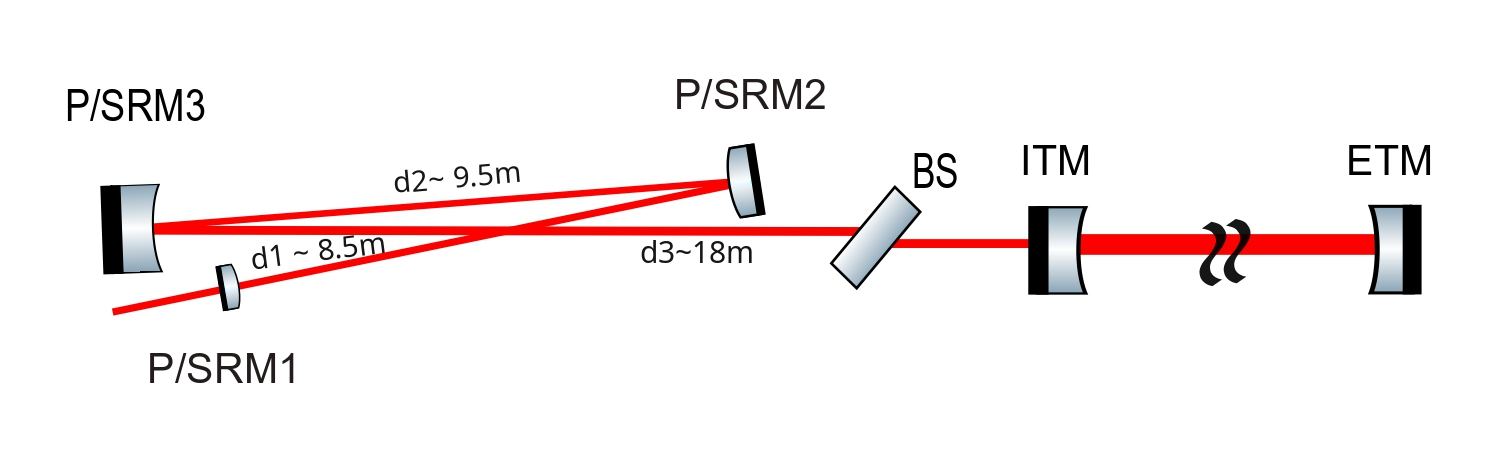 P/SRM3
P/SRM2
d2~ 9.5m
BS
ITM
ETM
d1 ~ 8.5m
d3~18m
P/SRM1